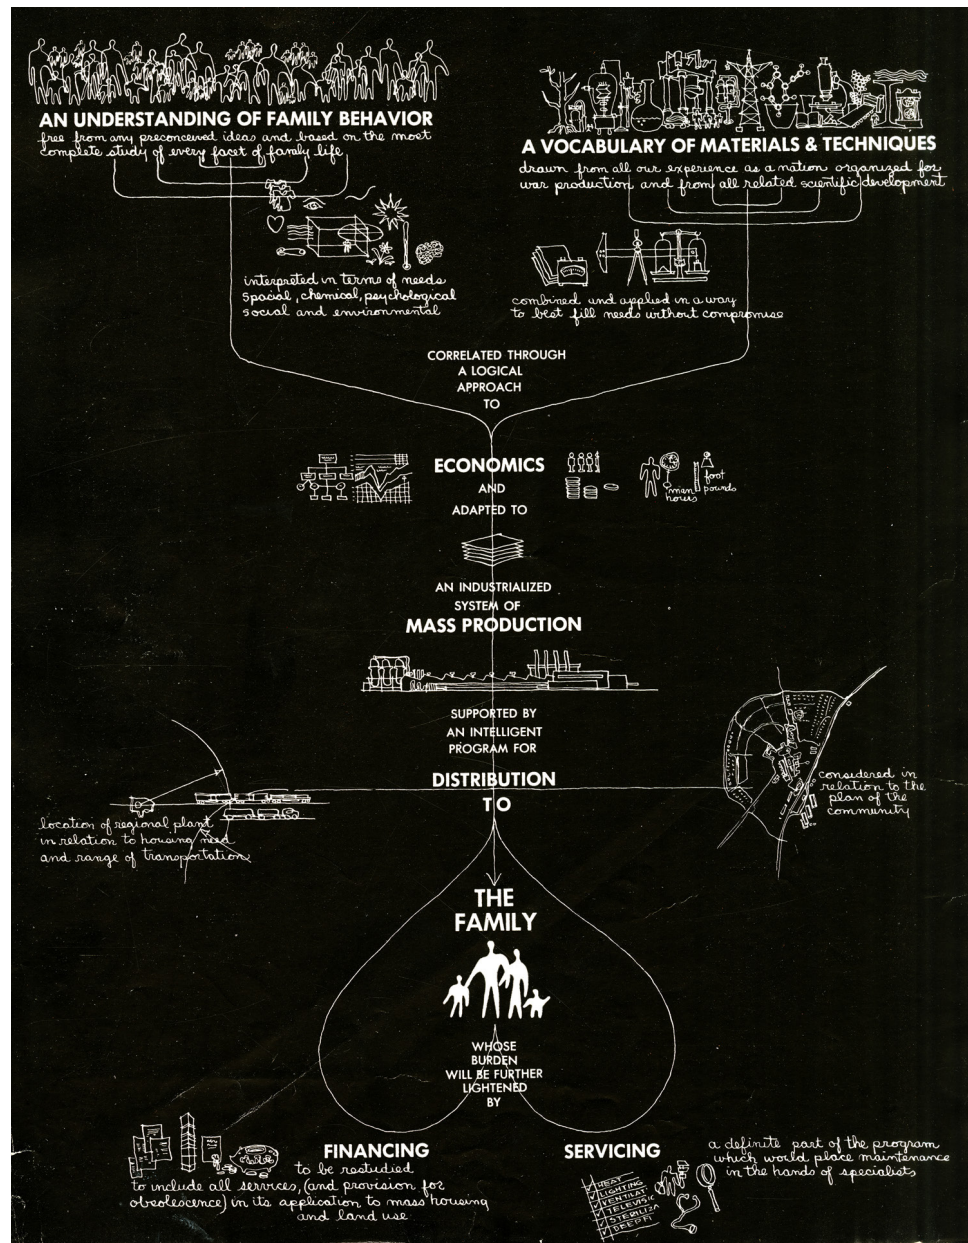 AN UNDERSTANDING OF FAMILY BEHAVIOR
free from any preconceived ideas and based on the most
complete study of every facet of family life
interpreted in terms of needs
spacial, chemical, psychological
social and environmental
A VOCABULARY OF MATERIALS & TECHNIQUES
drawn from all our experience as a nation organized for
war production and from all related scientific development
combined and applied in a way
to best fill needs without compromise
CORRELATED THROUGH
A LOGICAL
APPROACH
TO
ECONOMICS
man
hours
foot
pounds
AND
ADAPTED TO
AN INDUSTRIALIZED
SYSTEM OF
MASS PRODUCTION
SUPPORTED BY
AN INTELLIGENT
PROGRAM FOR
DISTRIBUTION
TO
location of regional plant
in relation to housing need
and range of transportation
considered in
relation to the
plan of the
community
THE
FAMILY
WHOSE
BURDEN
WILL BE FURTHER
LIGHTENED
BY
FINANCING
to be restudied
to include all services, (and provision for
obsolescence) in its application to mass housing
and land use
SERVICING
a definite part of the program
which world place maintenance
in the hands of specialists
HEAT
LIGHTING
VENTILAT
TELEVISIC
STERILIZA